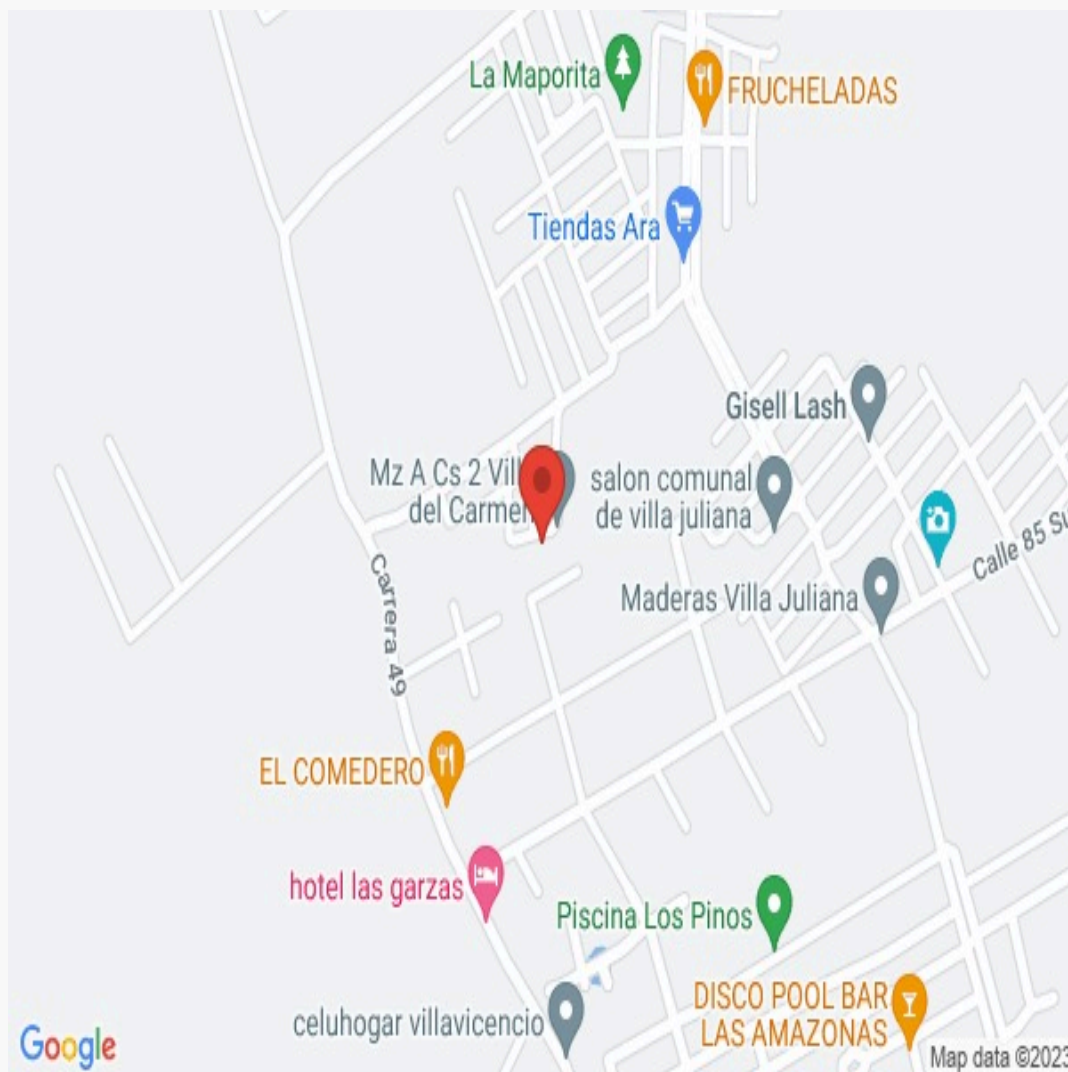 La Maporita
FRUCHELADAS
Tiendas Ara
Gisell Lash
Mz A Cs 2 Vill
del Carmen
salon comunal
de villa juliana
Calle 85 Su
Maderas Villa Juliana
Carrera 49
EL COMEDERO
hotel las garzas
Piscina Los Pinos
DISCO POOL BAR
LAS AMAZONAS
celuhogar villavicencio
Google
Map data ©2023